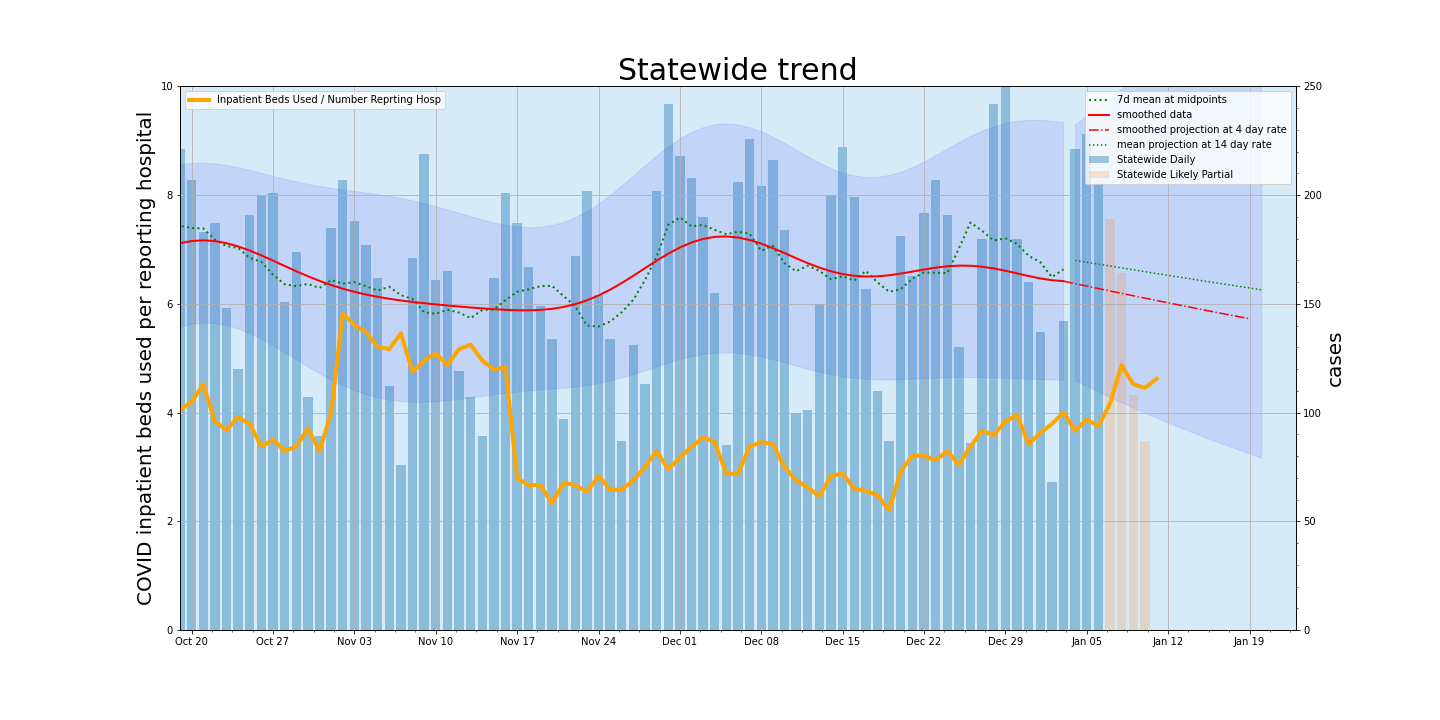 Statewide trend
Inpatient Beds Used / Number Reprting Hosp
7d mean at midpoints
smoothed data
smoothed projection at 4 day rate
mean projection at 14 day rate
Statewide Daily
Statewide Likely Partial
COVID inpatient beds used per reporting hospital
10
8
6
4
2
0
250
200
150
100
50
0
cases
Oct 20 Oct 27 Nov 03 Nov 10 Nov 17 Nov 24 Dec 01 Dec 08 Dec 15 Dec 22 Dec 29 Jan 05 Jan 12 Jan 19